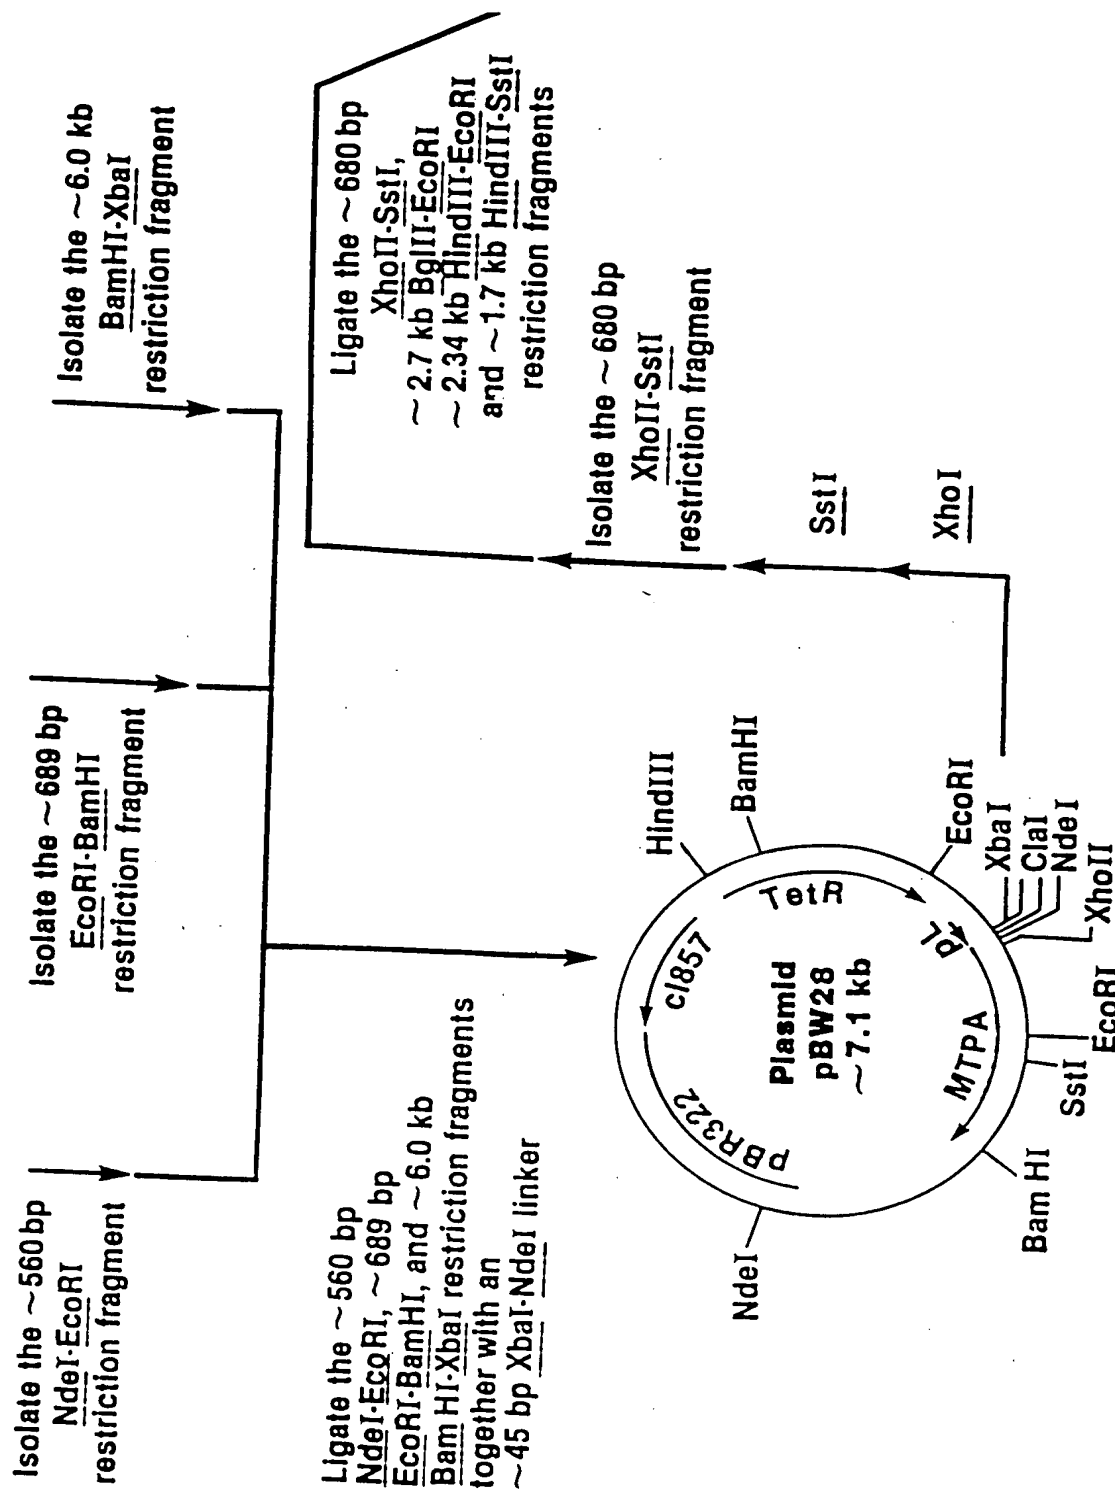 Isolate the ~560bp
NdeI-EcoRI
restriction fragment
Isolate the ~689 bp
EcoRI-BamHI
restriction fragment
Isolate the ~6.0 kb
BamHI-XbaI
restriction fragment
Ligate the ~560 bp
NdeI-EcoRI, ~689 bp
EcoRI-BamHI, and ~6.0 kb
Bam HI-XbaI restriction fragments
together with an
~45 bp XbaI-NdeI linker
Ligate the ~680 bp
XhoII-SstI,
~2.7 kb BglII-EcoRI
~2.34 kb HindIII-EcoRI
and ~1.7 kb HindIII-SstI
restriction fragments
Isolate the ~680 bp
XhoII-SstI
restriction fragment
SstI
XhoI
HindIII
BamHI
EcoRI
XbaI
ClaI
NdeI
XhoII
EcoRI
SstI
Bam HI
NdeI
cI857
TetR
pL
MTPA
pBR322
Plasmid
pBW28
~7.1 kb